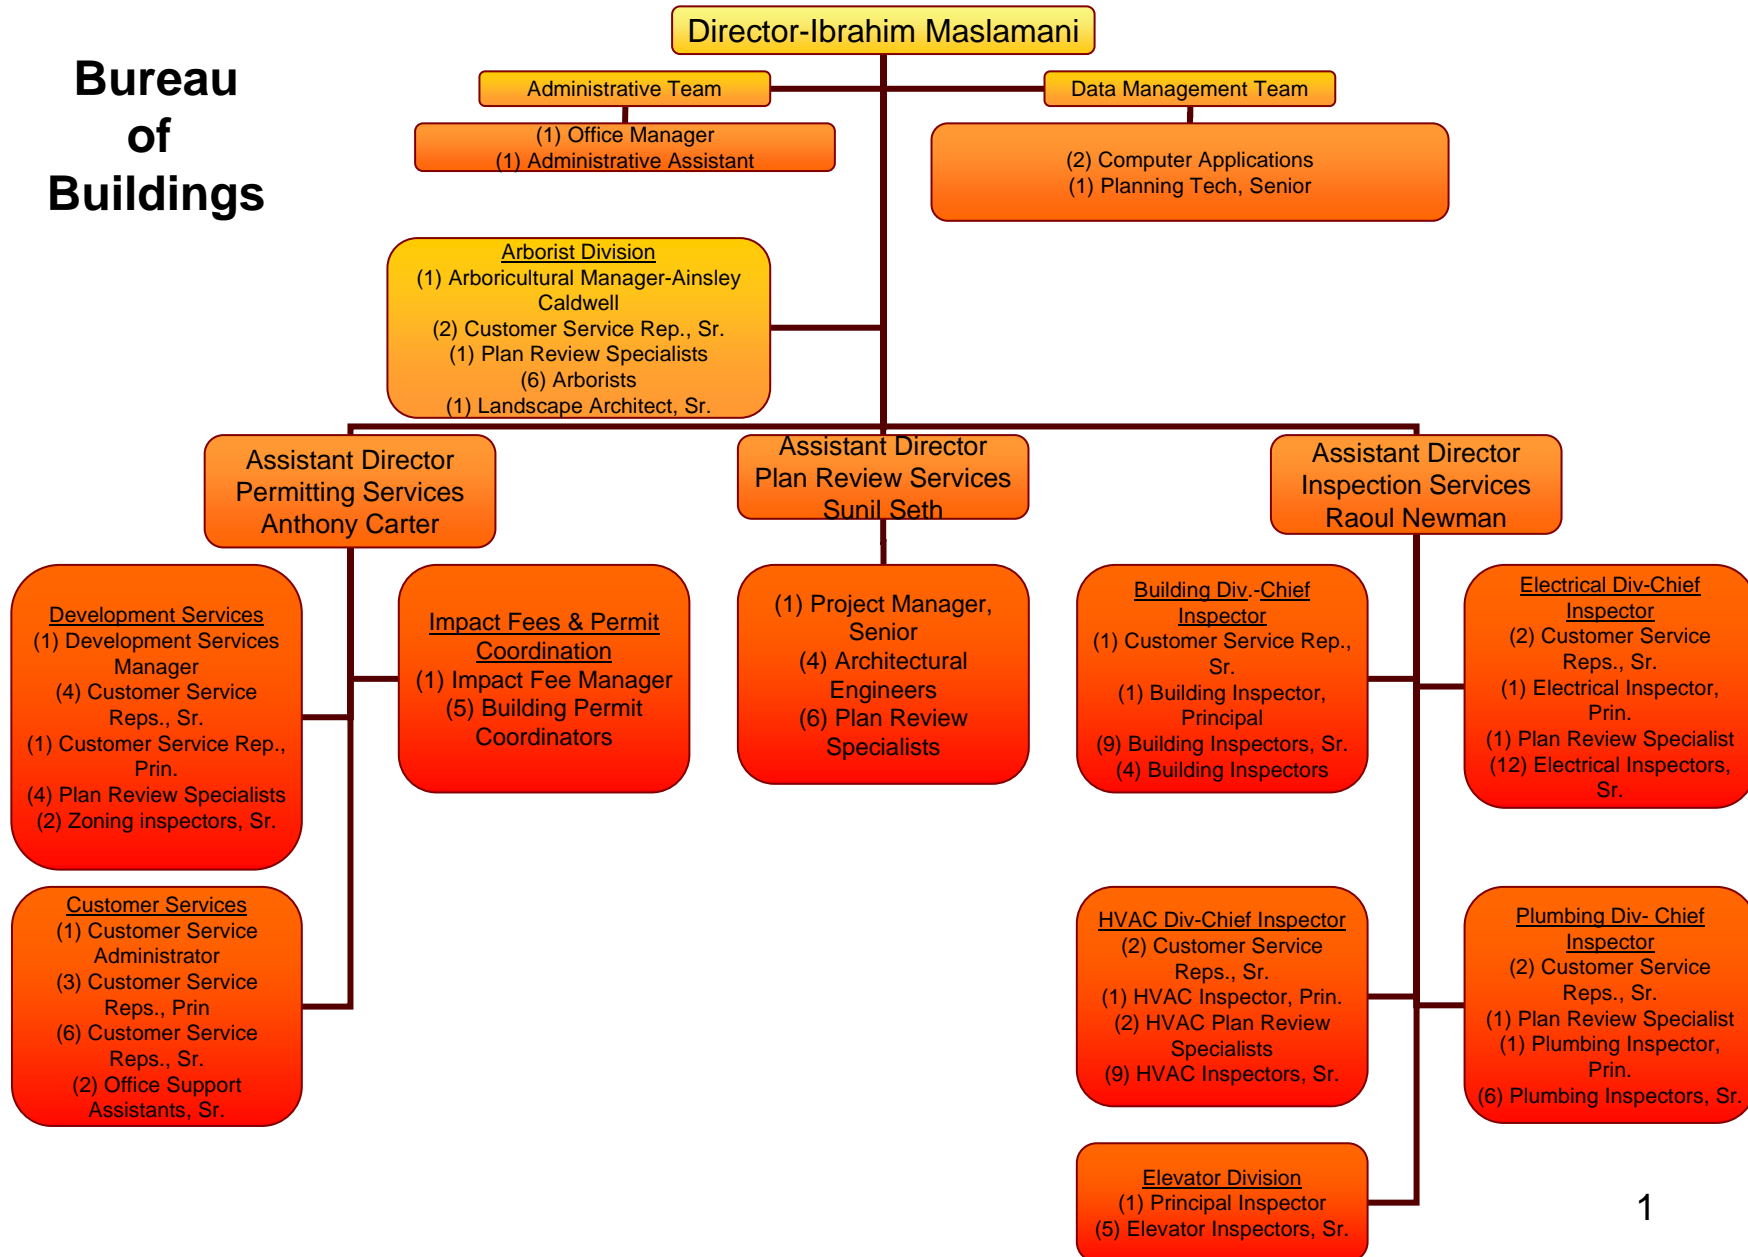 Bureau
of
Buildings
Director-Ibrahim Maslamani
Administrative Team
(1) Office Manager
(1) Administrative Assistant
Data Management Team
(2) Computer Applications
(1) Planning Tech, Senior
Arborist Division
(1) Arboricultural Manager-Ainsley
Caldwell
(2) Customer Service Rep., Sr.
(1) Plan Review Specialists
(6) Arborists
(1) Landscape Architect, Sr.
Assistant Director
Permitting Services
Anthony Carter
Assistant Director
Plan Review Services
Sunil Seth
Assistant Director
Inspection Services
Raoul Newman
Development Services
(1) Development Services
Manager
(4) Customer Service
Reps., Sr.
(1) Customer Service Rep.,
Prin.
(4) Plan Review Specialists
(2) Zoning inspectors, Sr.
Impact Fees & Permit
Coordination
(1) Impact Fee Manager
(5) Building Permit
Coordinators
(1) Project Manager,
Senior
(4) Architectural
Engineers
(6) Plan Review
Specialists
Building Div.-Chief
Inspector
(1) Customer Service Rep.,
Sr.
(1) Building Inspector,
Principal
(9) Building Inspectors, Sr.
(4) Building Inspectors
Electrical Div-Chief
Inspector
(2) Customer Service
Reps., Sr.
(1) Electrical Inspector,
Prin.
(1) Plan Review Specialist
(12) Electrical Inspectors,
Sr.
Customer Services
(1) Customer Service
Administrator
(3) Customer Service
Reps., Prin
(6) Customer Service
Reps., Sr.
(2) Office Support
Assistants, Sr.
HVAC Div-Chief Inspector
(2) Customer Service
Reps., Sr.
(1) HVAC Inspector, Prin.
(2) HVAC Plan Review
Specialists
(9) HVAC Inspectors, Sr.
Plumbing Div- Chief
Inspector
(2) Customer Service
Reps., Sr.
(1) Plan Review Specialist
(1) Plumbing Inspector,
Prin.
(6) Plumbing Inspectors, Sr.
Elevator Division
(1) Principal Inspector
(5) Elevator Inspectors, Sr.
1